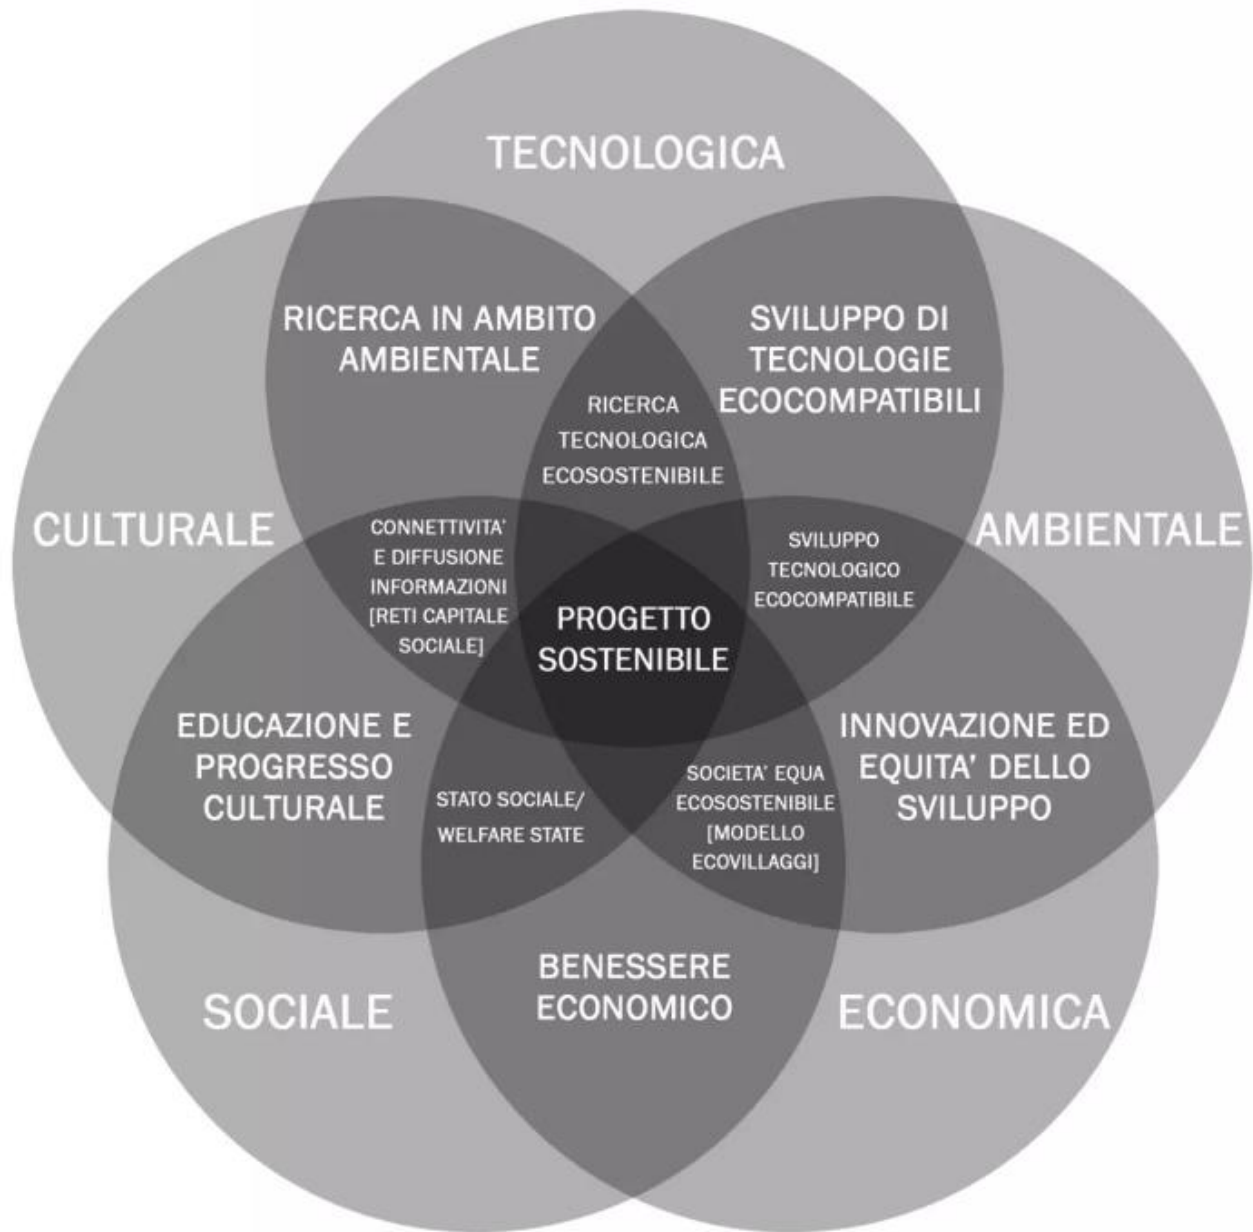 TECNOLOGICA
RICERCA IN AMBITO
AMBIENTALE
SVILUPPO DI
TECNOLOGIE
ECOCOMPATIBILI
RICERCA
TECNOLOGICA
ECOSOSTENIBILE
CULTURALE
CONNETTIVITA'
E DIFFUSIONE
INFORMAZIONI
[RETI CAPITALE
SOCIALE]
SVILUPPO
TECNOLOGICO
ECOCOMPATIBILE
AMBIENTALE
PROGETTO
SOSTENIBILE
EDUCAZIONE E
PROGRESSO
CULTURALE
STATO SOCIALE/
WELFARE STATE
SOCIETA' EQUA
ECOSOSTENIBILE
[MODELLO
ECOVILLAGGI]
INNOVAZIONE ED
EQUITA' DELLO
SVILUPPO
SOCIALE
BENESSERE
ECONOMICO
ECONOMICA